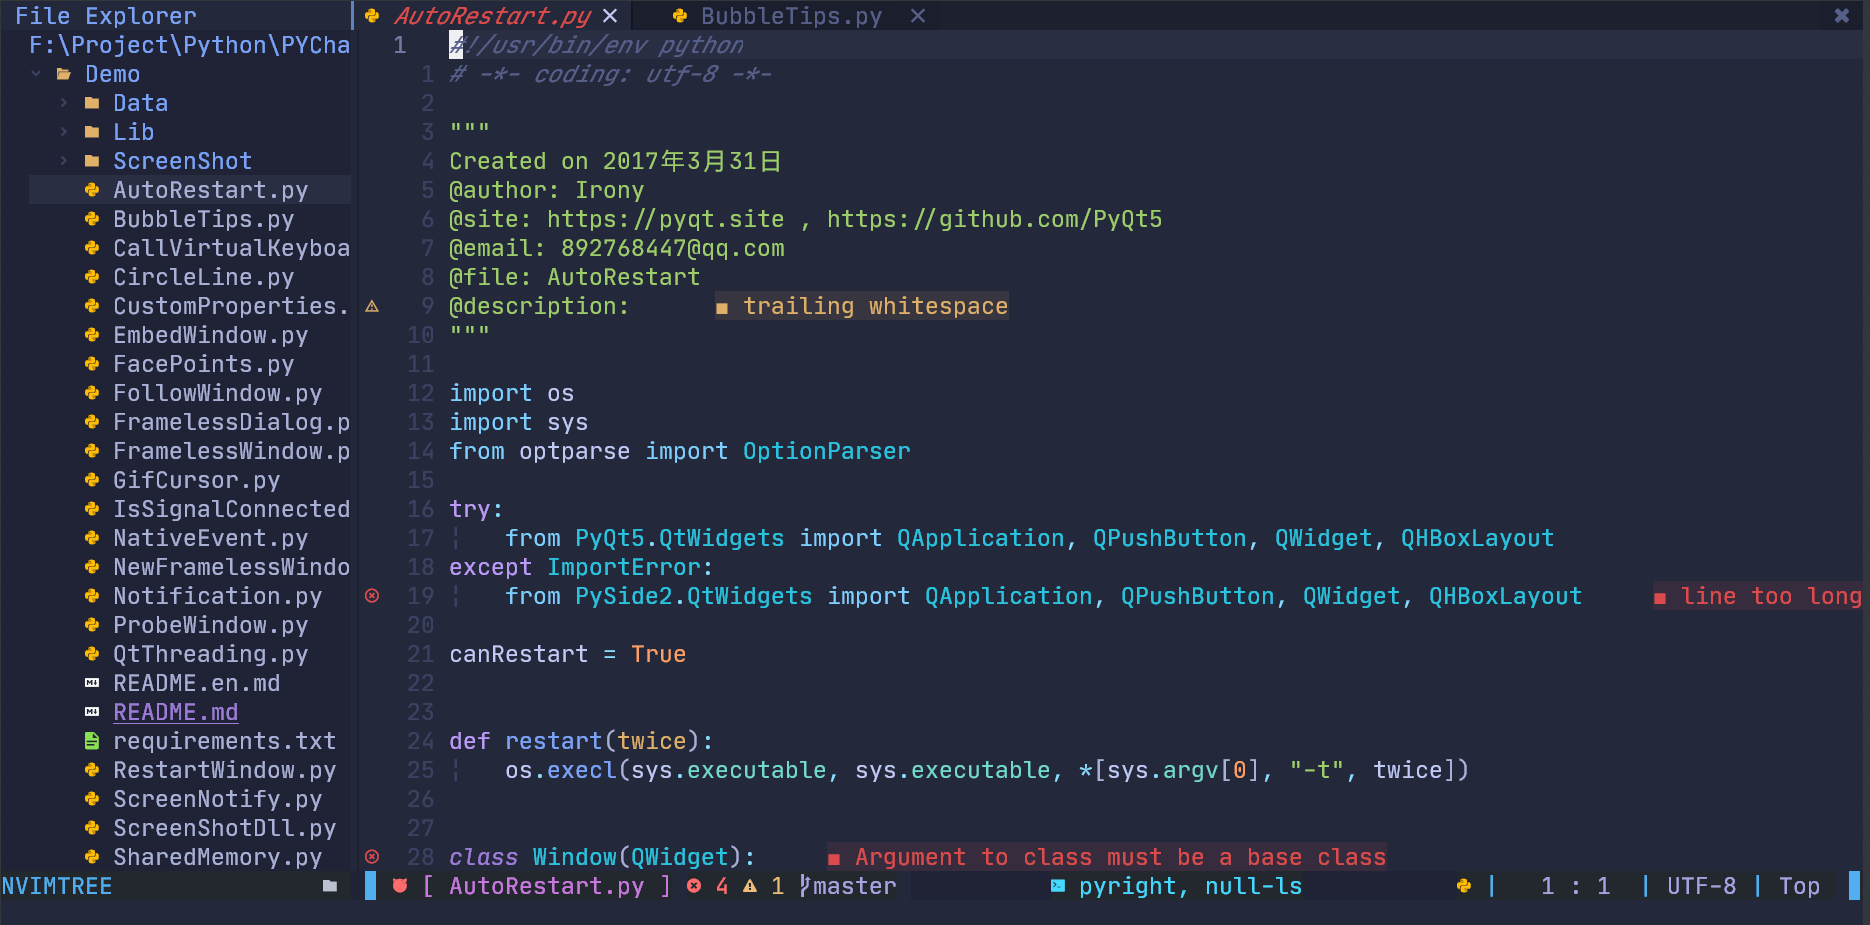 File Explorer
F:\Project\Python\PYCha
Demo
Data
Lib
ScreenShot
AutoRestart.py
BubbleTips.py
CallVirtualKeyboa
CircleLine.py
CustomProperties.
EmbedWindow.py
FacePoints.py
FollowWindow.py
FramelessDialog.p
FramelessWindow.p
GifCursor.py
IsSignalConnected
NativeEvent.py
NewFramelessWindo
Notification.py
ProbeWindow.py
QtThreading.py
README.en.md
README.md
requirements.txt
RestartWindow.py
ScreenNotify.py
ScreenShotDll.py
SharedMemory.py
AutoRestart.py ✕ BubbleTips.py ✕ ✖
1 #!/usr/bin/env python
1 # -*- coding: utf-8 -*-
2
3 """
4 Created on 2017年3月31日
5 @author: Irony
6 @site: https://pyqt.site , https://github.com/PyQt5
7 @email: 892768447@qq.com
8 @file: AutoRestart
9 @description: ■ trailing whitespace
10 """
11
12 import os
13 import sys
14 from optparse import OptionParser
15
16 try:
17 from PyQt5.QtWidgets import QApplication, QPushButton, QWidget, QHBoxLayout
18 except ImportError:
19 from PySide2.QtWidgets import QApplication, QPushButton, QWidget, QHBoxLayout ■ line too long
20
21 canRestart = True
22
23
24 def restart(twice):
25 os.execl(sys.executable, sys.executable, *[sys.argv[0], "-t", twice])
26
27
28 class Window(QWidget): ■ Argument to class must be a base class
NVIMTREE [ AutoRestart.py ] 4 1 master pyright, null-ls | 1 : 1 | UTF-8 | Top